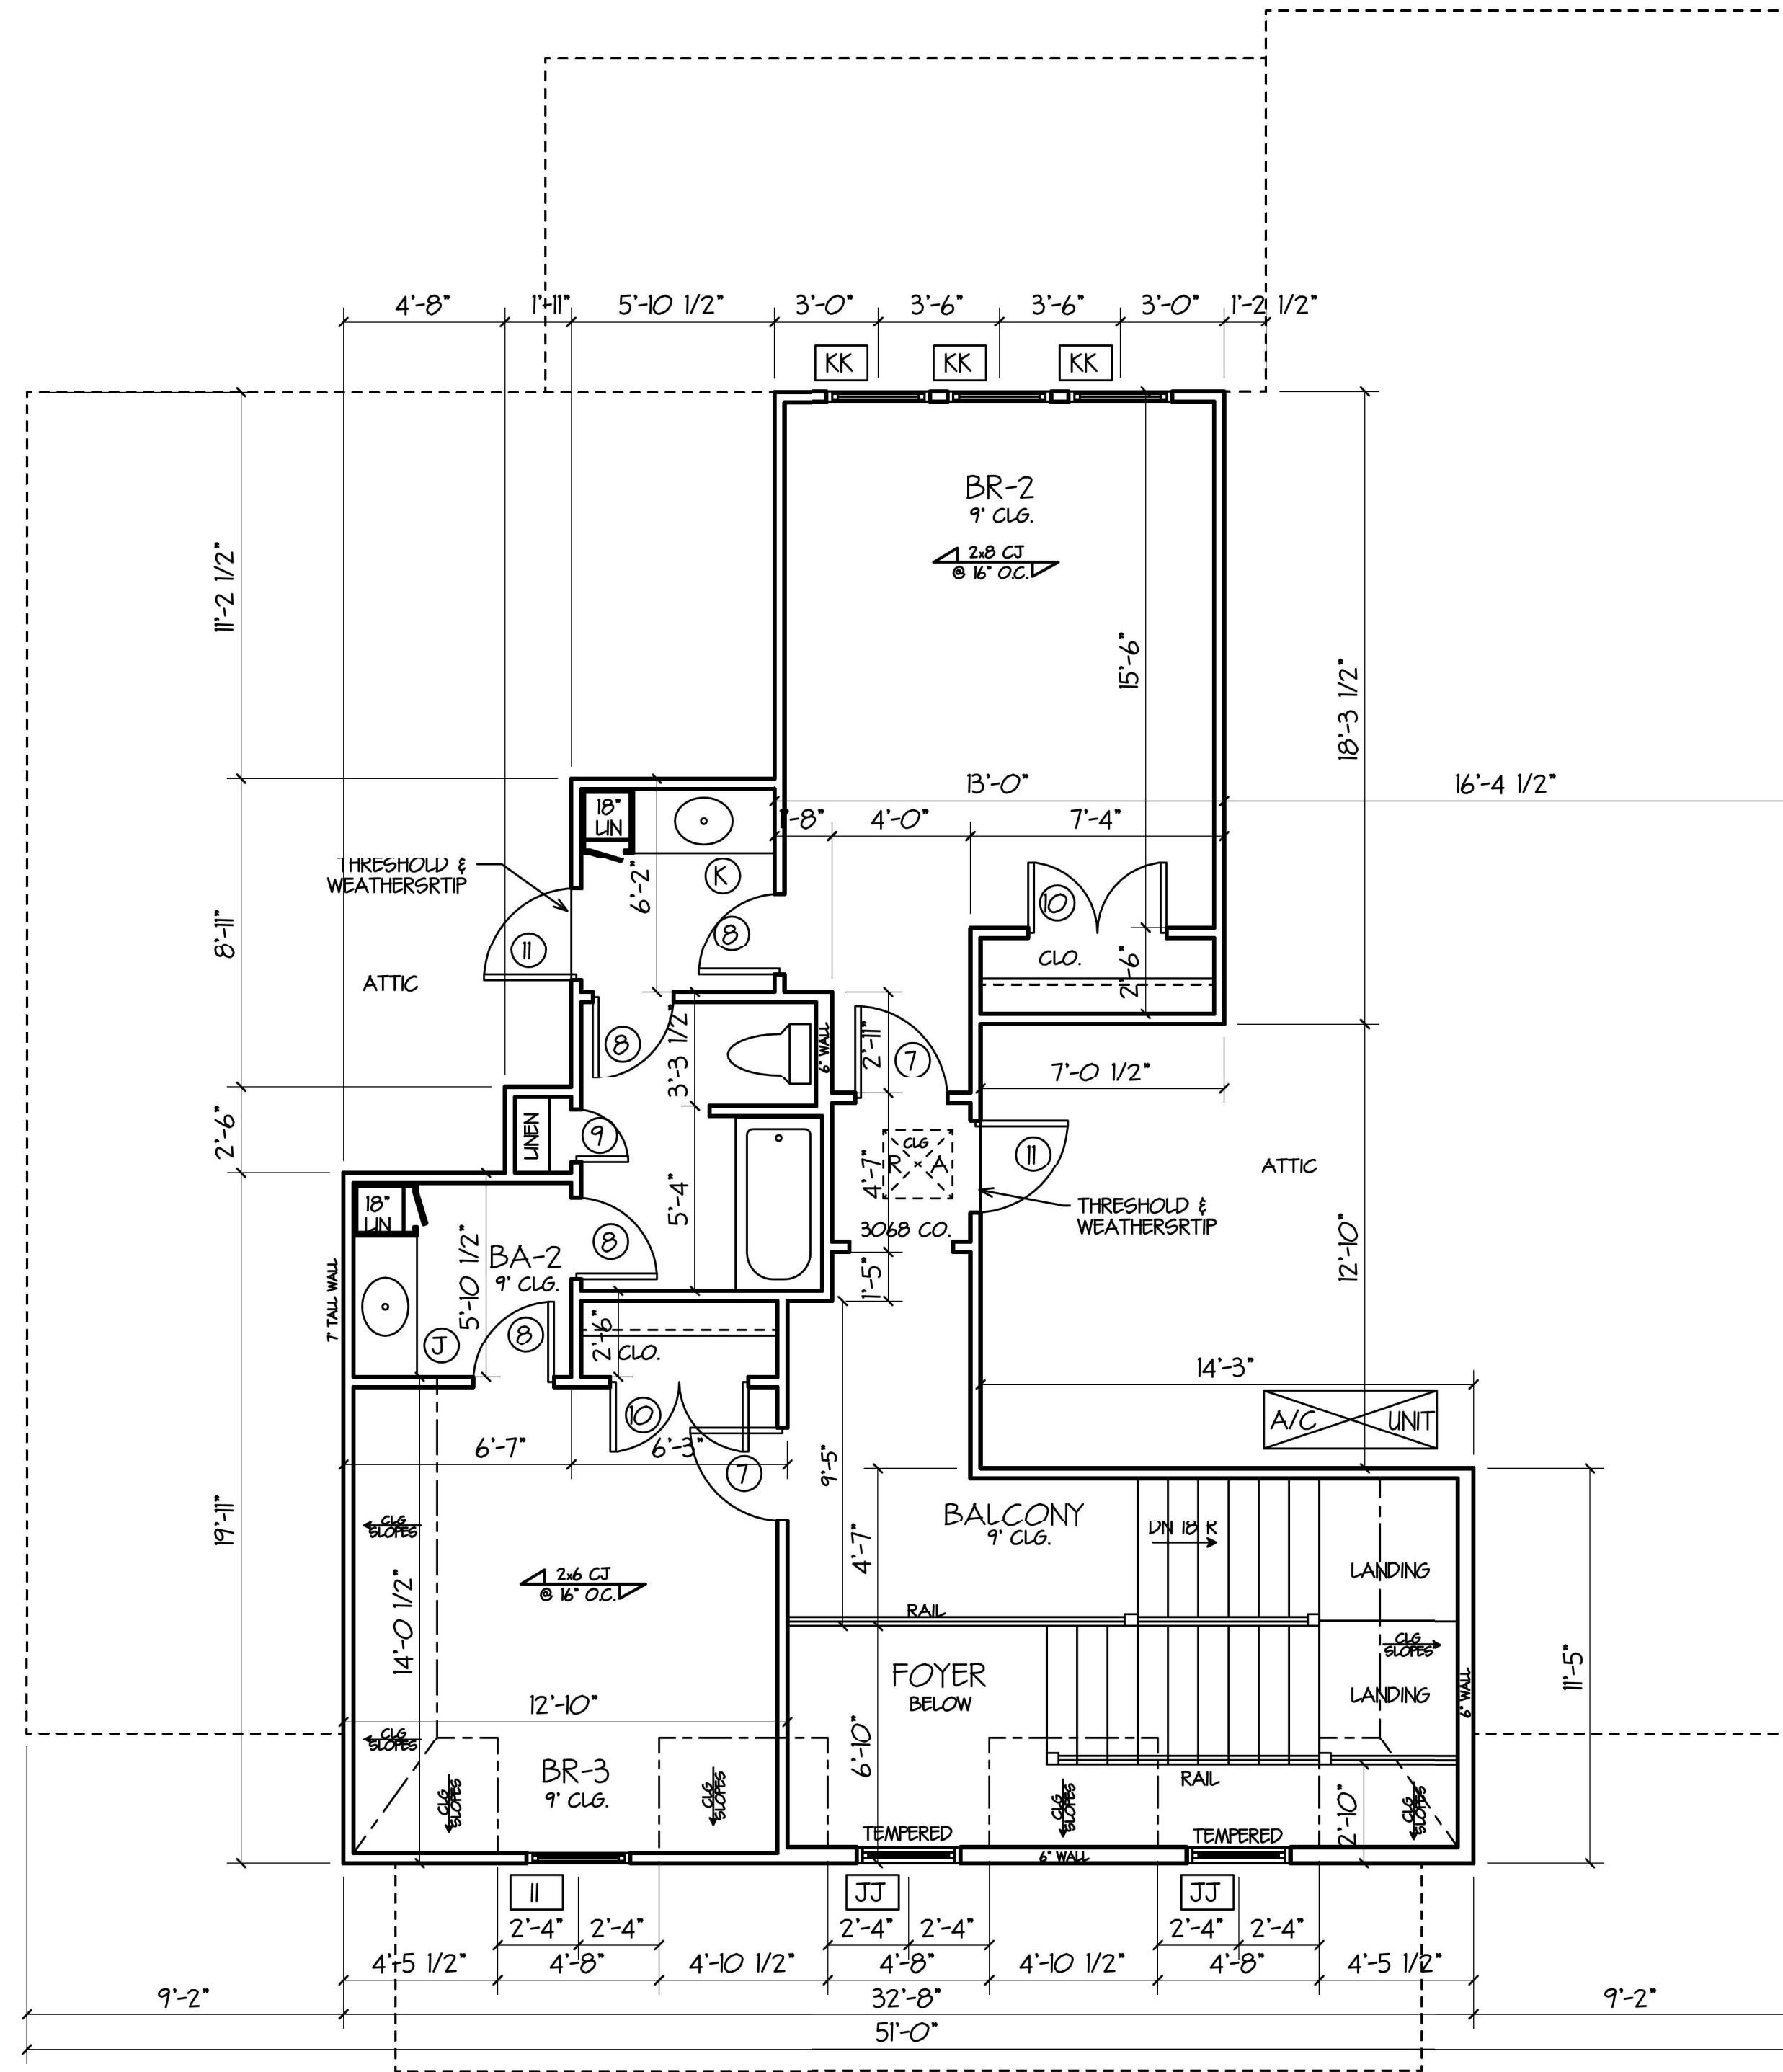 4'-8"
1'-11"
5'-10 1/2"
3'-0"
3'-6"
3'-6"
3'-0"
1'-2 1/2"
KK
KK
KK
BR-2
9' CLG.
2x8 CJ
@ 16" O.C.
11'-2 1/2"
15'-6"
18'-3 1/2"
13'-0"
16'-4 1/2"
1'-8"
4'-0"
7'-4"
18"
LIN
THRESHOLD &
WEATHERSRTIP
K
6'-2"
8
10
8'-11"
11
CLO.
2'-6"
ATTIC
8
3'-3 1/2"
6" WALL
2'-11"
7
7'-0 1/2"
2'-6"
LINEN
9
CLG
R x A
4'-7"
11
ATTIC
18"
LIN
5'-4"
THRESHOLD &
WEATHERSRTIP
3068 CO.
7' TALL WALL
5'-10 1/2"
BA-2
9' CLG.
8
1'-5"
12'-10"
J
8
2'-6"
CLO.
14'-3"
A/C UNIT
10
6'-7"
6'-3"
7
9'-5"
19'-11"
CLG
SLOPES
BALCONY
9' CLG.
DN 18 R
4'-7"
2x6 CJ
@ 16" O.C.
LANDING
14'-0 1/2"
RAIL
CLG
SLOPES
11'-5"
FOYER
BELOW
LANDING
6" WALL
12'-10"
CLG
SLOPES
6'-10"
BR-3
9' CLG.
RAIL
CLG
SLOPES
CLG
SLOPES
CLG
SLOPES
CLG
SLOPES
2'-10"
TEMPERED
TEMPERED
6" WALL
II
JJ
JJ
2'-4"
2'-4"
2'-4"
2'-4"
2'-4"
2'-4"
4'-5 1/2"
4'-8"
4'-10 1/2"
4'-8"
4'-10 1/2"
4'-8"
4'-5 1/2"
9'-2"
32'-8"
9'-2"
51'-0"